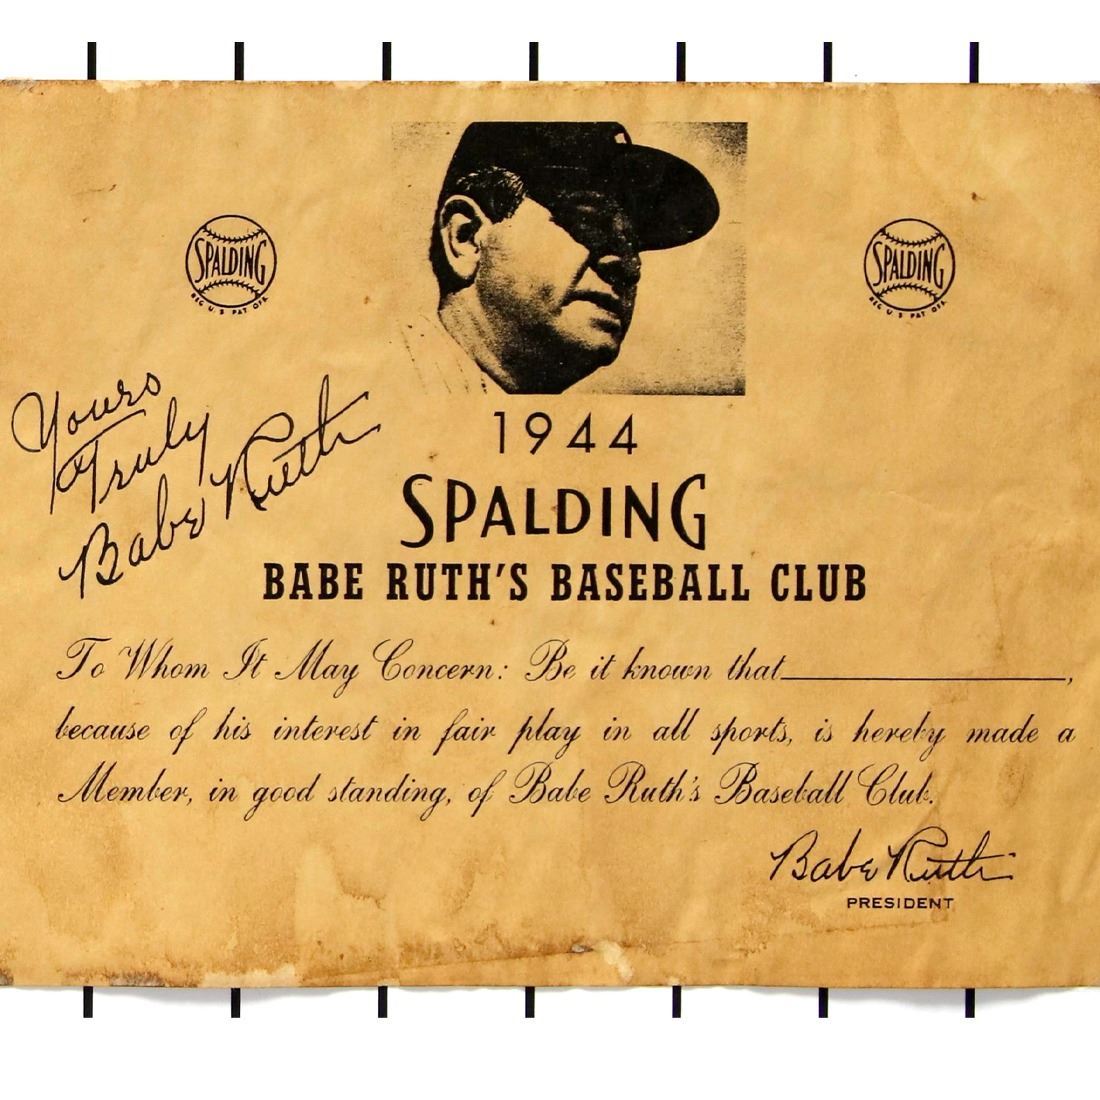 SPALDING
REG U S PAT OFF.
SPALDING
REG U S PAT OFF.
Yours
Truly
Babe Ruth
1944
SPALDING
BABE RUTH'S BASEBALL CLUB
To Whom It May Concern: Be it known that____________________,
because of his interest in fair play in all sports, is hereby made a
Member, in good standing, of Babe Ruth's Baseball Club.
Babe Ruth
PRESIDENT